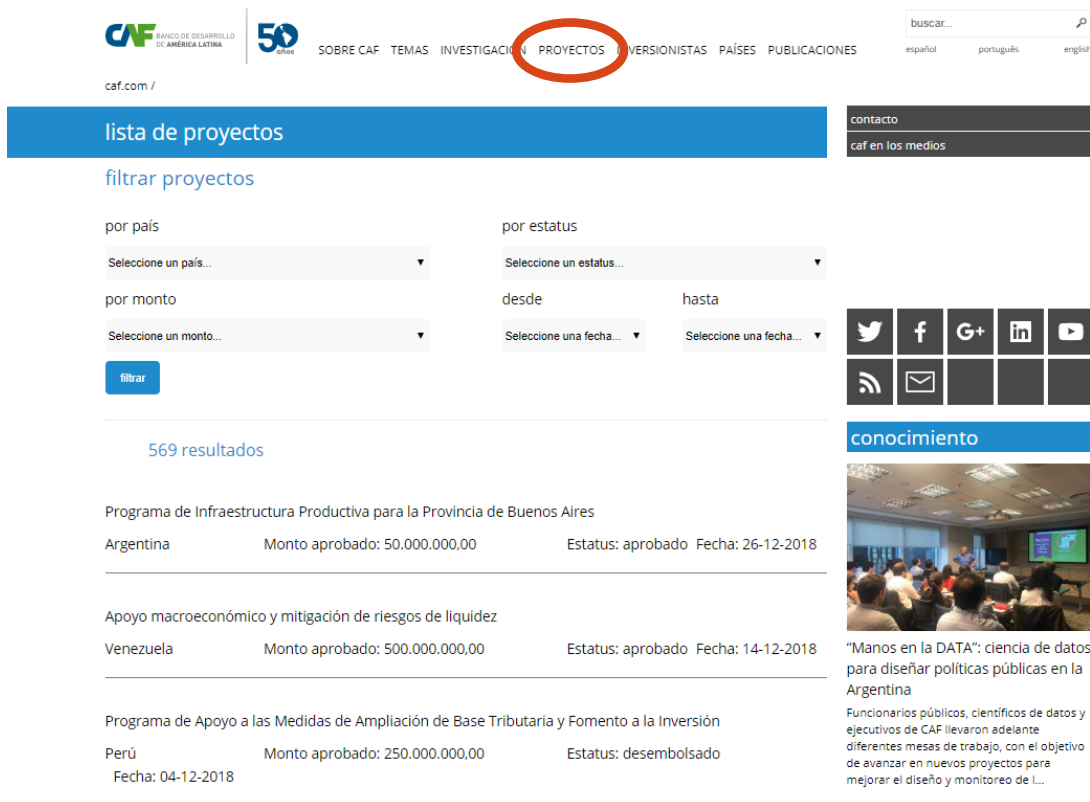 CAF BANCO DE DESARROLLO
DE AMÉRICA LATINA
50
años
SOBRE CAF TEMAS INVESTIGACIÓN PROYECTOS INVERSIONISTAS PAÍSES PUBLICACIONES
buscar...
español português english
caf.com /
lista de proyectos
filtrar proyectos
por país
Seleccione un país...
por estatus
Seleccione un estatus...
por monto
Seleccione un monto...
desde
Seleccione una fecha...
hasta
Seleccione una fecha...
filtrar
569 resultados
Programa de Infraestructura Productiva para la Provincia de Buenos Aires
Argentina Monto aprobado: 50.000.000,00 Estatus: aprobado Fecha: 26-12-2018
Apoyo macroeconómico y mitigación de riesgos de liquidez
Venezuela Monto aprobado: 500.000.000,00 Estatus: aprobado Fecha: 14-12-2018
Programa de Apoyo a las Medidas de Ampliación de Base Tributaria y Fomento a la Inversión
Perú Monto aprobado: 250.000.000,00 Estatus: desembolsado
Fecha: 04-12-2018
contacto
caf en los medios
f G+ in
conocimiento
“Manos en la DATA”: ciencia de datos
para diseñar políticas públicas en la
Argentina
Funcionarios públicos, científicos de datos y
ejecutivos de CAF llevaron adelante
diferentes mesas de trabajo, con el objetivo
de avanzar en nuevos proyectos para
mejorar el diseño y monitoreo de l...